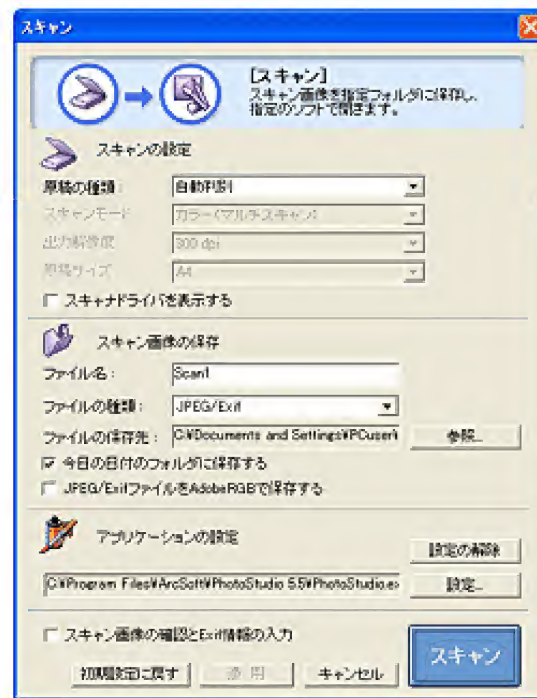 スキャン
[スキャン]
スキャン画像を指定フォルダに保存し、
指定のソフトで開きます。
スキャンの設定
原稿の種類: 自動判別
スキャンモード カラー(マルチスキャン)
出力解像度 300 dpi
原稿サイズ A4
スキャナドライバを表示する
スキャン画像の保存
ファイル名: Scan1
ファイルの種類: JPEG/Exif
ファイルの保存先: C:¥Documents and Settings¥PCuser¥ 参照...
今日の日付のフォルダに保存する
JPEG/ExifファイルをAdobeRGBで保存する
アプリケーションの設定
設定の解除
C:¥Program Files¥ArcSoft¥PhotoStudio 5.5¥PhotoStudio.ex 設定...
スキャン画像の確認とExif情報の入力
スキャン
初期設定に戻す 適用 キャンセル